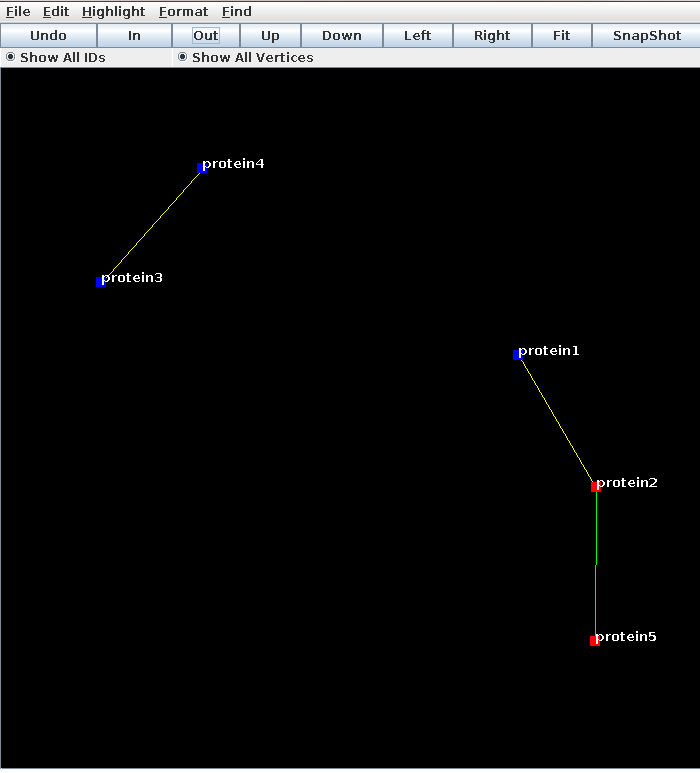 File Edit Highlight Format Find
Undo In Out Up Down Left Right Fit SnapShot
Show All IDs Show All Vertices
protein4
protein3
protein1
protein2
protein5